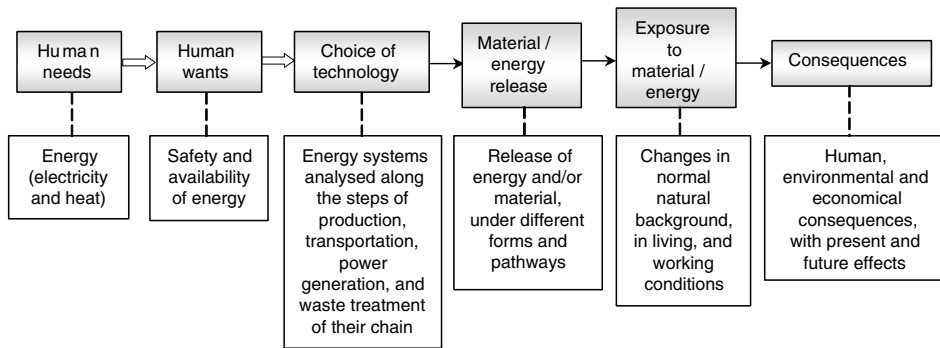 Human
needs
Human
wants
Choice of
technology
Material /
energy
release
Exposure
to
material /
energy
Consequences
Energy
(electricity
and heat)
Safety and
availability
of energy
Energy systems
analysed along
the steps of
production,
transportation,
power
generation, and
waste treatment
of their chain
Release of
energy and/or
material,
under different
forms and
pathways
Changes in
normal
natural
background,
in living, and
working
conditions
Human,
environmental and
economical
consequences,
with present and
future effects